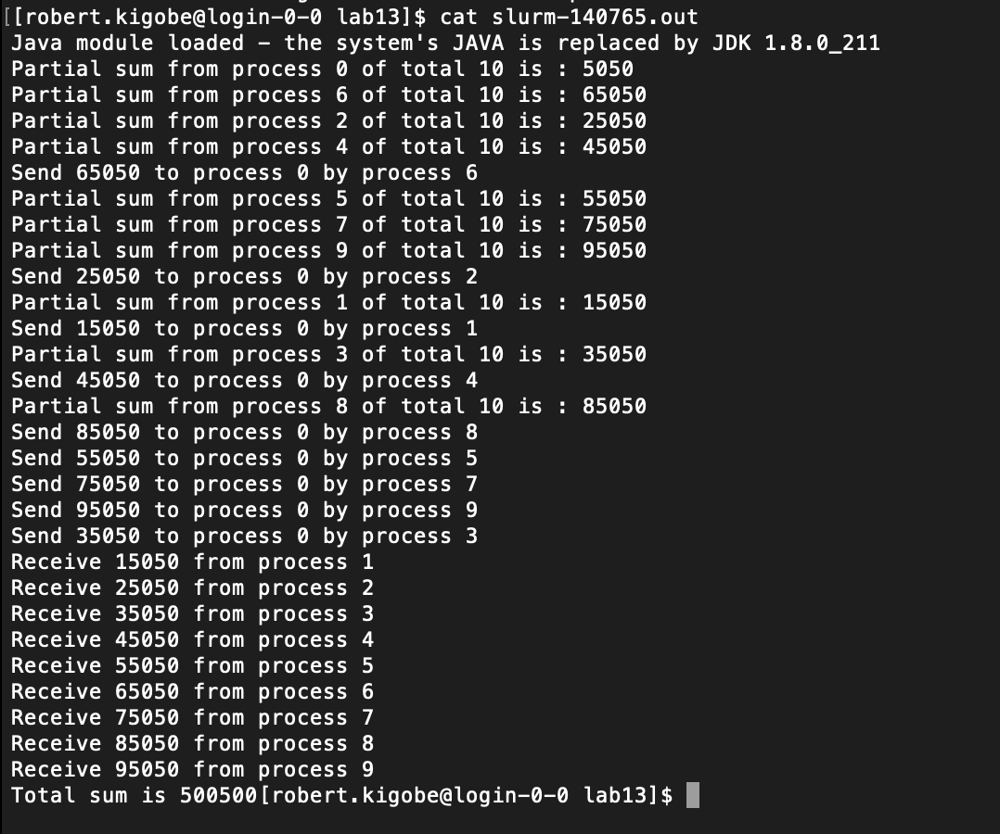 [[robert.kigobe@login-0-0 lab13]$ cat slurm-140765.out
Java module loaded – the system's JAVA is replaced by JDK 1.8.0_211
Partial sum from process 0 of total 10 is : 5050
Partial sum from process 6 of total 10 is : 65050
Partial sum from process 2 of total 10 is : 25050
Partial sum from process 4 of total 10 is : 45050
Send 65050 to process 0 by process 6
Partial sum from process 5 of total 10 is : 55050
Partial sum from process 7 of total 10 is : 75050
Partial sum from process 9 of total 10 is : 95050
Send 25050 to process 0 by process 2
Partial sum from process 1 of total 10 is : 15050
Send 15050 to process 0 by process 1
Partial sum from process 3 of total 10 is : 35050
Send 45050 to process 0 by process 4
Partial sum from process 8 of total 10 is : 85050
Send 85050 to process 0 by process 8
Send 55050 to process 0 by process 5
Send 75050 to process 0 by process 7
Send 95050 to process 0 by process 9
Send 35050 to process 0 by process 3
Receive 15050 from process 1
Receive 25050 from process 2
Receive 35050 from process 3
Receive 45050 from process 4
Receive 55050 from process 5
Receive 65050 from process 6
Receive 75050 from process 7
Receive 85050 from process 8
Receive 95050 from process 9
Total sum is 500500[robert.kigobe@login-0-0 lab13]$